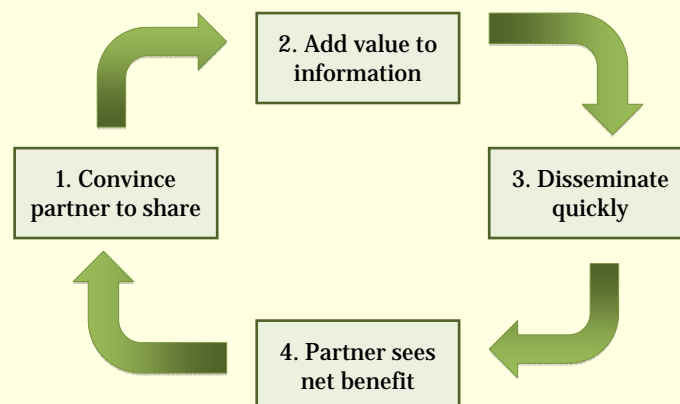 1. Convince
partner to share
2. Add value to
information
3. Disseminate
quickly
4. Partner sees
net benefit